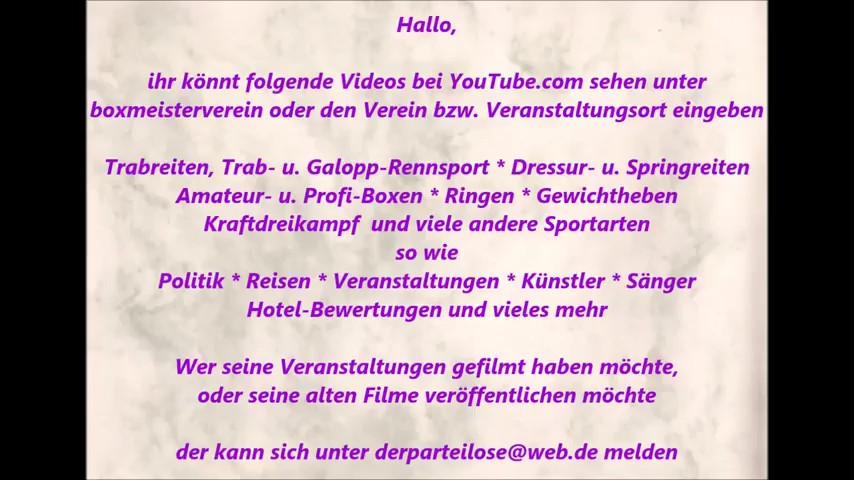 Hallo,
ihr könnt folgende Videos bei YouTube.com sehen unter
boxmeisterverein oder den Verein bzw. Veranstaltungsort eingeben
Trabreiten, Trab- u. Galopp-Rennsport * Dressur- u. Springreiten
Amateur- u. Profi-Boxen * Ringen * Gewichtheben
Kraftdreikampf und viele andere Sportarten
so wie
Politik * Reisen * Veranstaltungen * Künstler * Sänger
Hotel-Bewertungen und vieles mehr
Wer seine Veranstaltungen gefilmt haben möchte,
oder seine alten Filme veröffentlichen möchte
der kann sich unter derparteilose@web.de melden